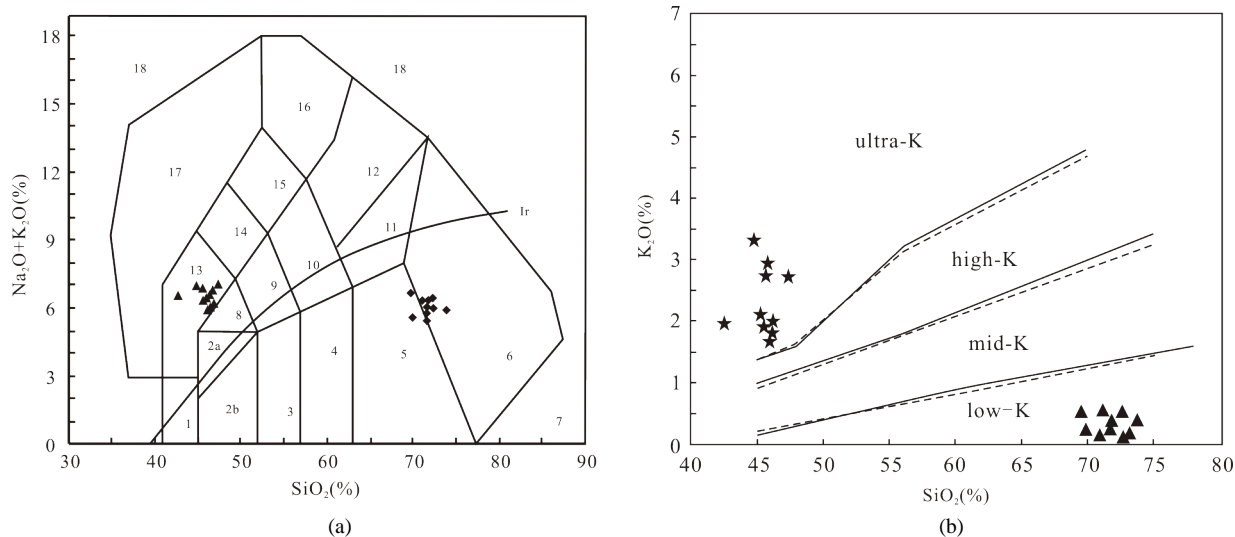 18
15
12
9
6
3
0
Na₂O+K₂O(%)
18
18
16
17
15
12
14
11
Ir
13
10
9
8
2a
4
5
6
2b
3
1
7
30 40 50 60 70 80 90
SiO₂(%)
(a)
7
6
5
4
3
2
1
0
K₂O(%)
ultra-K
high-K
mid-K
low-K
40 45 50 55 60 65 70 75 80
SiO₂(%)
(b)